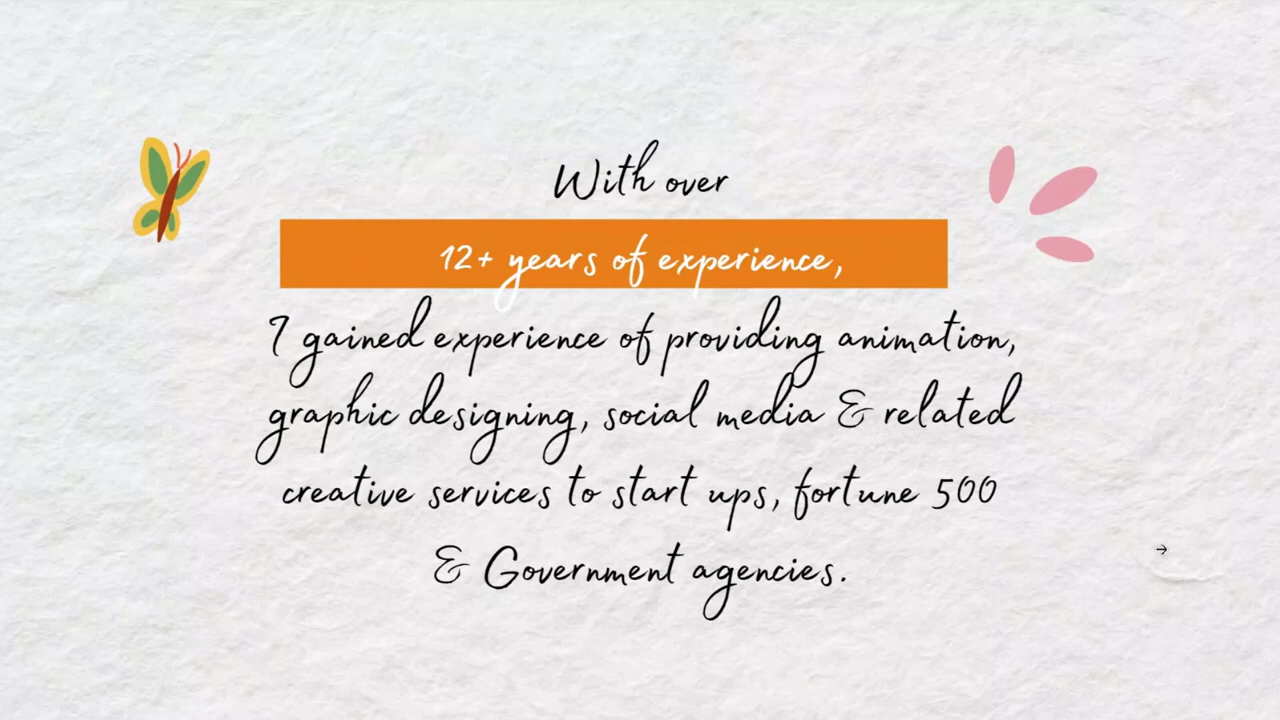 With over
12+ years of experience,
I gained experience of providing animation,
graphic designing, social media & related
creative services to start ups, fortune 500
& Government agencies.